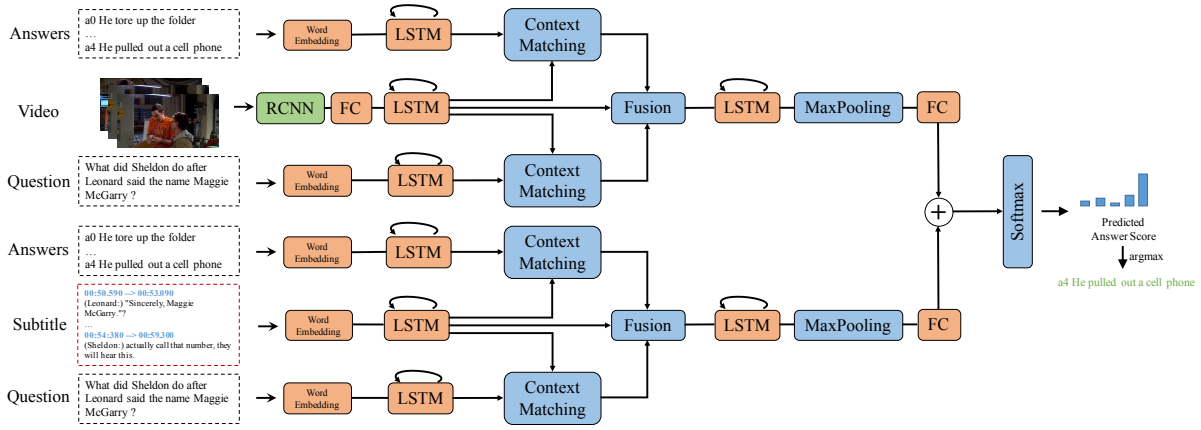 Answers
a0 He tore up the folder
...
a4 He pulled out a cell phone
Word
Embedding
LSTM
Context
Matching
Video
RCNN
FC
LSTM
Fusion
LSTM
MaxPooling
FC
Question
What did Sheldon do after
Leonard said the name Maggie
McGarry ?
Word
Embedding
LSTM
Context
Matching
Answers
a0 He tore up the folder
...
a4 He pulled out a cell phone
Word
Embedding
LSTM
Context
Matching
Subtitle
00:50.590 --> 00:53.090
(Leonard:) "Sincerely, Maggie
McGarry."?
...
00:54:380 --> 00:59.300
(Sheldon:) actually call that number, they
will hear this.
Word
Embedding
LSTM
Fusion
LSTM
MaxPooling
FC
Question
What did Sheldon do after
Leonard said the name Maggie
McGarry ?
Word
Embedding
LSTM
Context
Matching
+
Softmax
Predicted
Answer Score
argmax
a4 He pulled out a cell phone